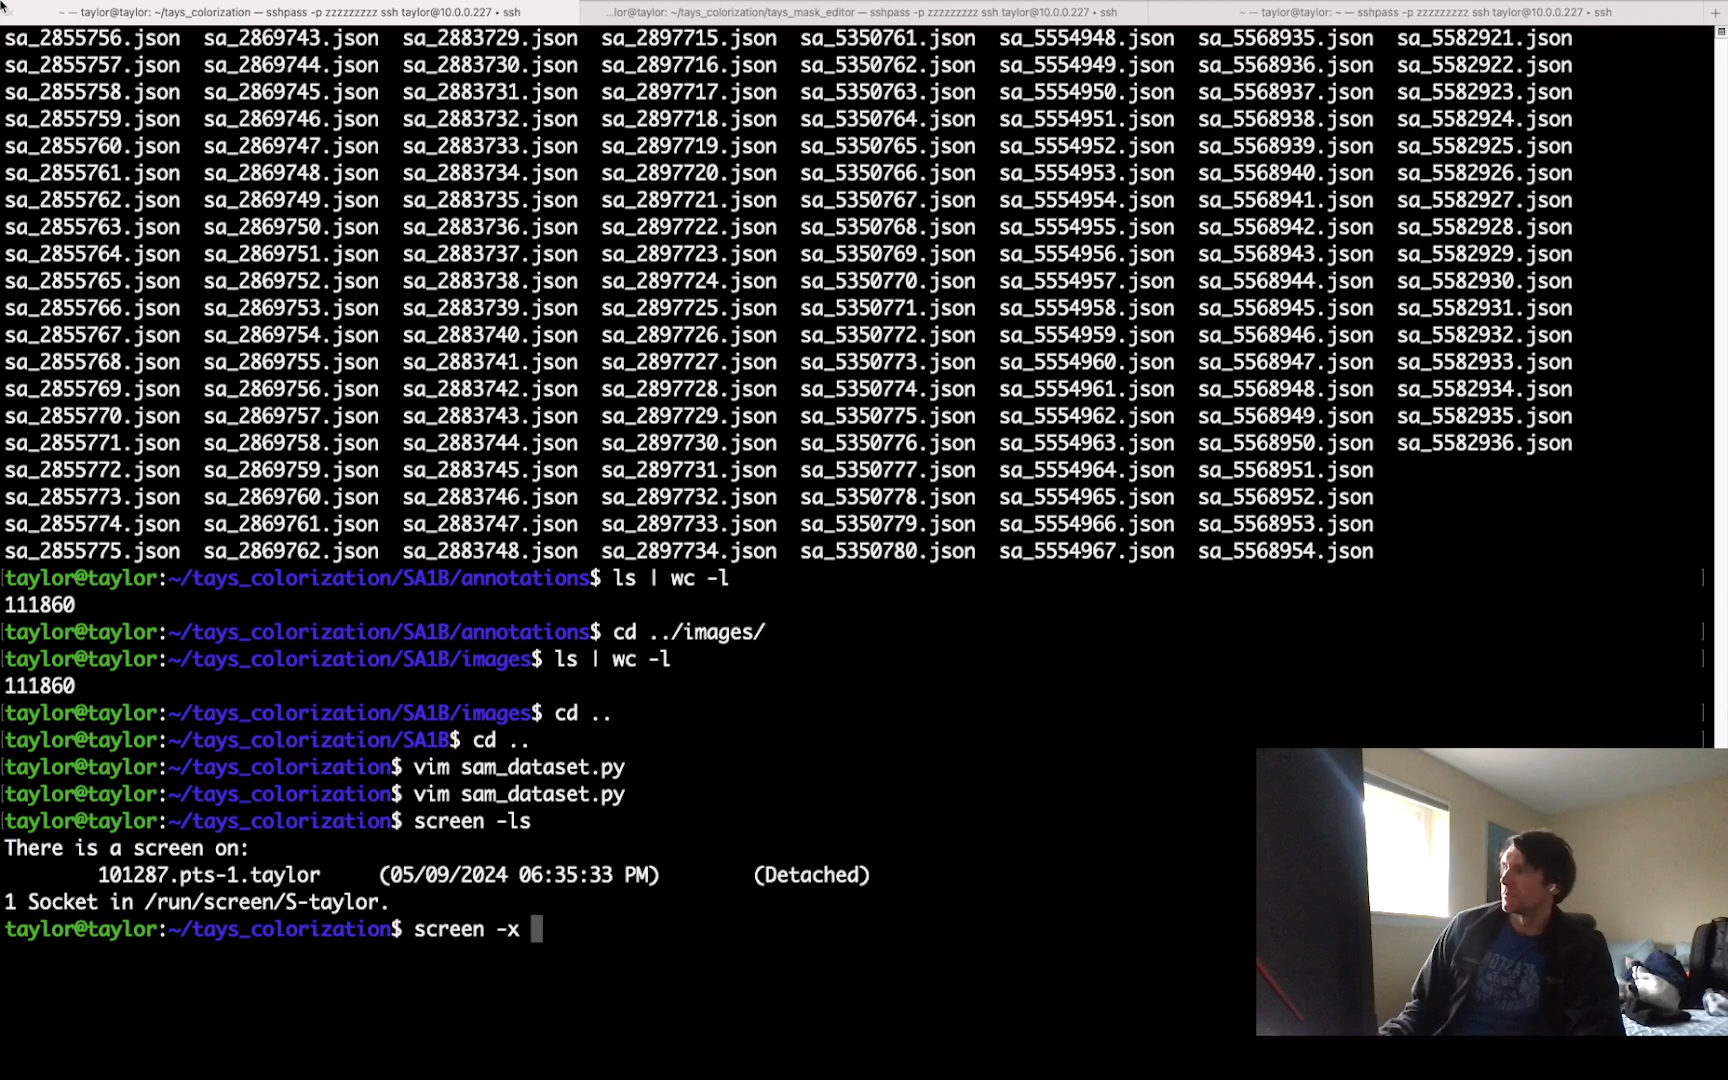 ~ — taylor@taylor: ~/tays_colorization — sshpass -p zzzzzzzzz ssh taylor@10.0.0.227 • ssh
...lor@taylor: ~/tays_colorization/tays_mask_editor — sshpass -p zzzzzzzzz ssh taylor@10.0.0.227 • ssh
~ — taylor@taylor: ~ — sshpass -p zzzzzzzzz ssh taylor@10.0.0.227 • ssh
sa_2855756.json sa_2869743.json sa_2883729.json sa_2897715.json sa_5350761.json sa_5554948.json sa_5568935.json sa_5582921.json
sa_2855757.json sa_2869744.json sa_2883730.json sa_2897716.json sa_5350762.json sa_5554949.json sa_5568936.json sa_5582922.json
sa_2855758.json sa_2869745.json sa_2883731.json sa_2897717.json sa_5350763.json sa_5554950.json sa_5568937.json sa_5582923.json
sa_2855759.json sa_2869746.json sa_2883732.json sa_2897718.json sa_5350764.json sa_5554951.json sa_5568938.json sa_5582924.json
sa_2855760.json sa_2869747.json sa_2883733.json sa_2897719.json sa_5350765.json sa_5554952.json sa_5568939.json sa_5582925.json
sa_2855761.json sa_2869748.json sa_2883734.json sa_2897720.json sa_5350766.json sa_5554953.json sa_5568940.json sa_5582926.json
sa_2855762.json sa_2869749.json sa_2883735.json sa_2897721.json sa_5350767.json sa_5554954.json sa_5568941.json sa_5582927.json
sa_2855763.json sa_2869750.json sa_2883736.json sa_2897722.json sa_5350768.json sa_5554955.json sa_5568942.json sa_5582928.json
sa_2855764.json sa_2869751.json sa_2883737.json sa_2897723.json sa_5350769.json sa_5554956.json sa_5568943.json sa_5582929.json
sa_2855765.json sa_2869752.json sa_2883738.json sa_2897724.json sa_5350770.json sa_5554957.json sa_5568944.json sa_5582930.json
sa_2855766.json sa_2869753.json sa_2883739.json sa_2897725.json sa_5350771.json sa_5554958.json sa_5568945.json sa_5582931.json
sa_2855767.json sa_2869754.json sa_2883740.json sa_2897726.json sa_5350772.json sa_5554959.json sa_5568946.json sa_5582932.json
sa_2855768.json sa_2869755.json sa_2883741.json sa_2897727.json sa_5350773.json sa_5554960.json sa_5568947.json sa_5582933.json
sa_2855769.json sa_2869756.json sa_2883742.json sa_2897728.json sa_5350774.json sa_5554961.json sa_5568948.json sa_5582934.json
sa_2855770.json sa_2869757.json sa_2883743.json sa_2897729.json sa_5350775.json sa_5554962.json sa_5568949.json sa_5582935.json
sa_2855771.json sa_2869758.json sa_2883744.json sa_2897730.json sa_5350776.json sa_5554963.json sa_5568950.json sa_5582936.json
sa_2855772.json sa_2869759.json sa_2883745.json sa_2897731.json sa_5350777.json sa_5554964.json sa_5568951.json
sa_2855773.json sa_2869760.json sa_2883746.json sa_2897732.json sa_5350778.json sa_5554965.json sa_5568952.json
sa_2855774.json sa_2869761.json sa_2883747.json sa_2897733.json sa_5350779.json sa_5554966.json sa_5568953.json
sa_2855775.json sa_2869762.json sa_2883748.json sa_2897734.json sa_5350780.json sa_5554967.json sa_5568954.json
taylor@taylor:~/tays_colorization/SA1B/annotations$ ls | wc -l
111860
taylor@taylor:~/tays_colorization/SA1B/annotations$ cd ../images/
taylor@taylor:~/tays_colorization/SA1B/images$ ls | wc -l
111860
taylor@taylor:~/tays_colorization/SA1B/images$ cd ..
taylor@taylor:~/tays_colorization/SA1B$ cd ..
taylor@taylor:~/tays_colorization$ vim sam_dataset.py
taylor@taylor:~/tays_colorization$ vim sam_dataset.py
taylor@taylor:~/tays_colorization$ screen -ls
There is a screen on:
101287.pts-1.taylor (05/09/2024 06:35:33 PM) (Detached)
1 Socket in /run/screen/S-taylor.
taylor@taylor:~/tays_colorization$ screen -x